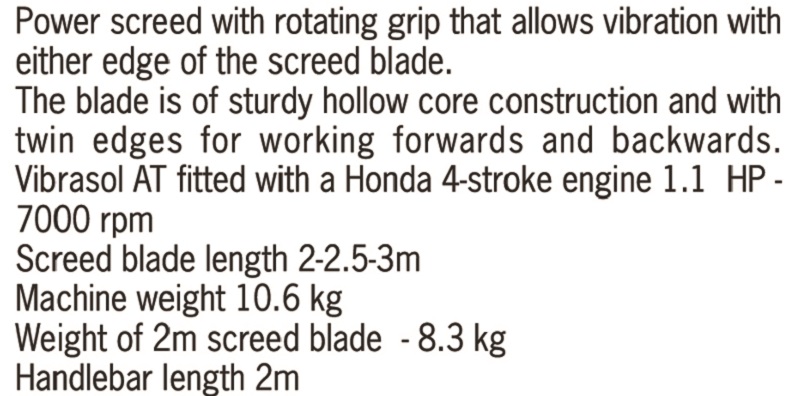 Power screed with rotating grip that allows vibration with
either edge of the screed blade.
The blade is of sturdy hollow core construction and with
twin edges for working forwards and backwards.
Vibrasol AT fitted with a Honda 4-stroke engine 1.1 HP -
7000 rpm
Screed blade length 2-2.5-3m
Machine weight 10.6 kg
Weight of 2m screed blade - 8.3 kg
Handlebar length 2m